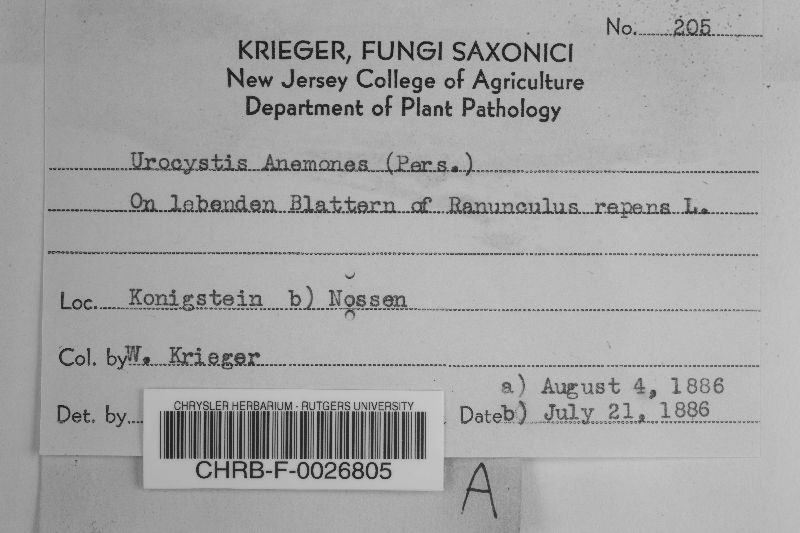 No. 205
KRIEGER, FUNGI SAXONICI
New Jersey College of Agriculture
Department of Plant Pathology
Urocystis Anemones (Pers.)
On lebenden Blattern of Ranunculus repens L.
Loc. Konigstein b) Nossen
Col. by W. Krieger
a) August 4, 1886
Det. by Date b) July 21, 1886
CHRYSLER HERBARIUM - RUTGERS UNIVERSITY
CHRB-F-0026805
A